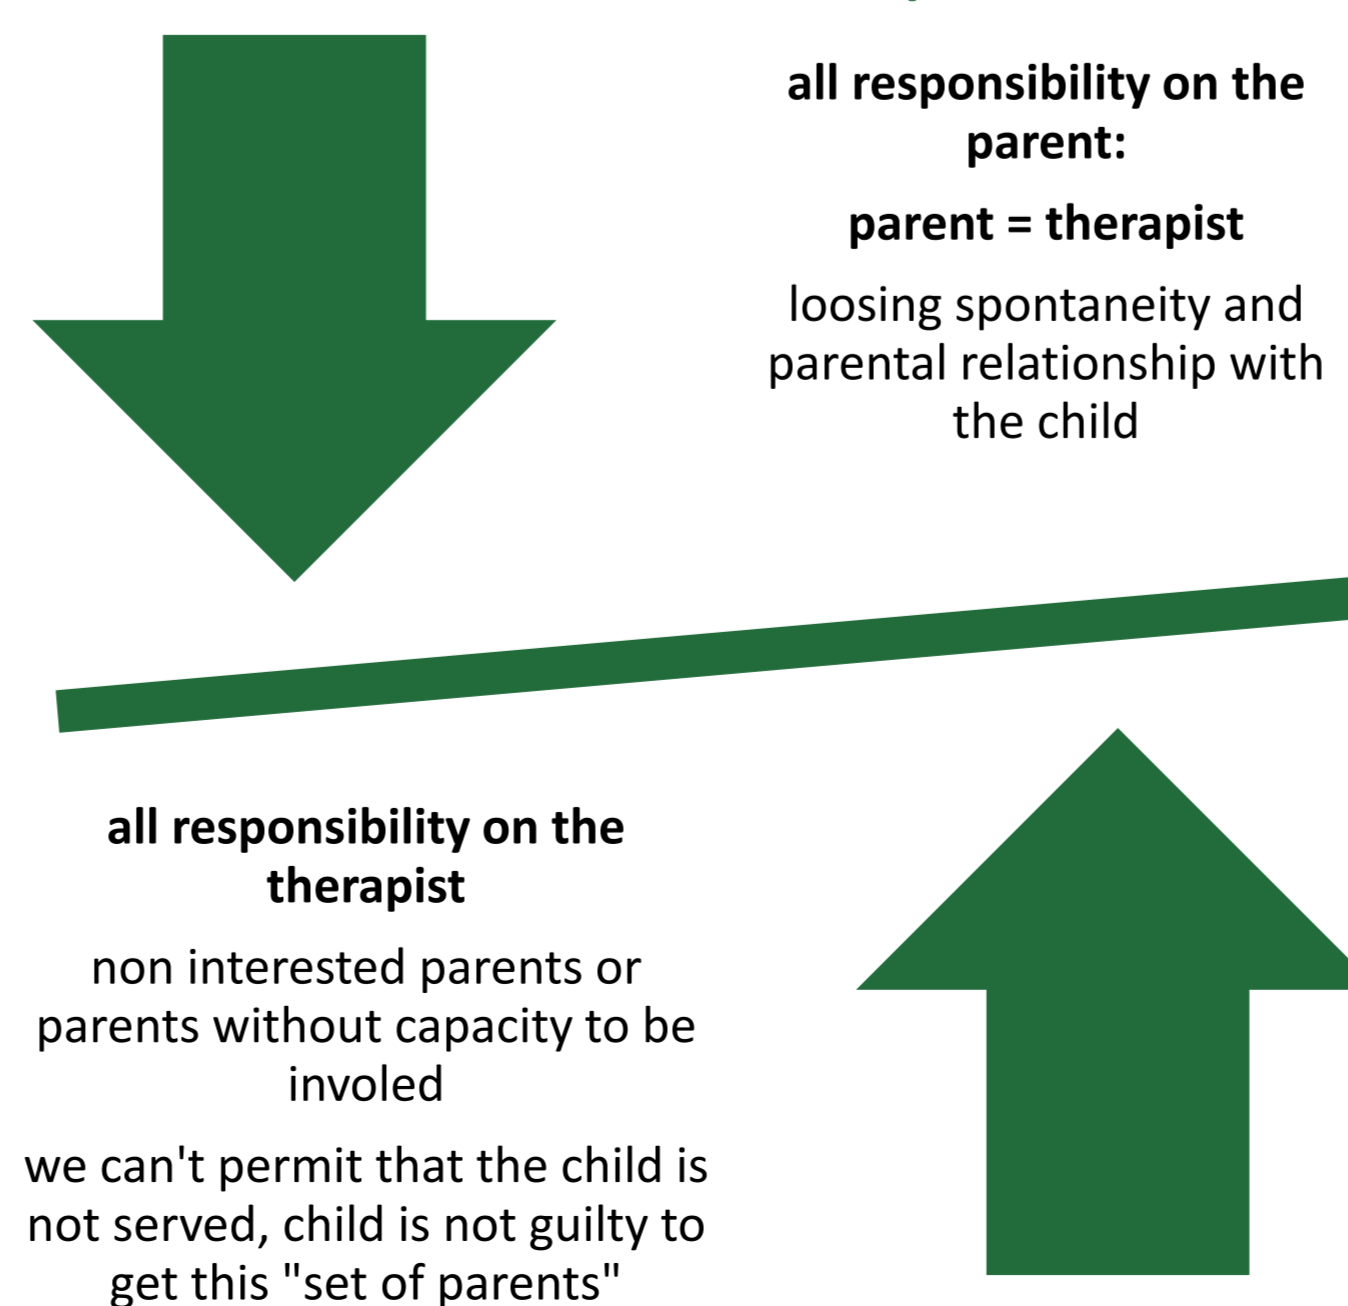 all responsibility on the
parent:
parent = therapist
loosing spontaneity and
parental relationship with
the child
all responsibility on the
therapist
non interested parents or
parents without capacity to be
involed
we can't permit that the child is
not served, child is not guilty to
get this "set of parents"